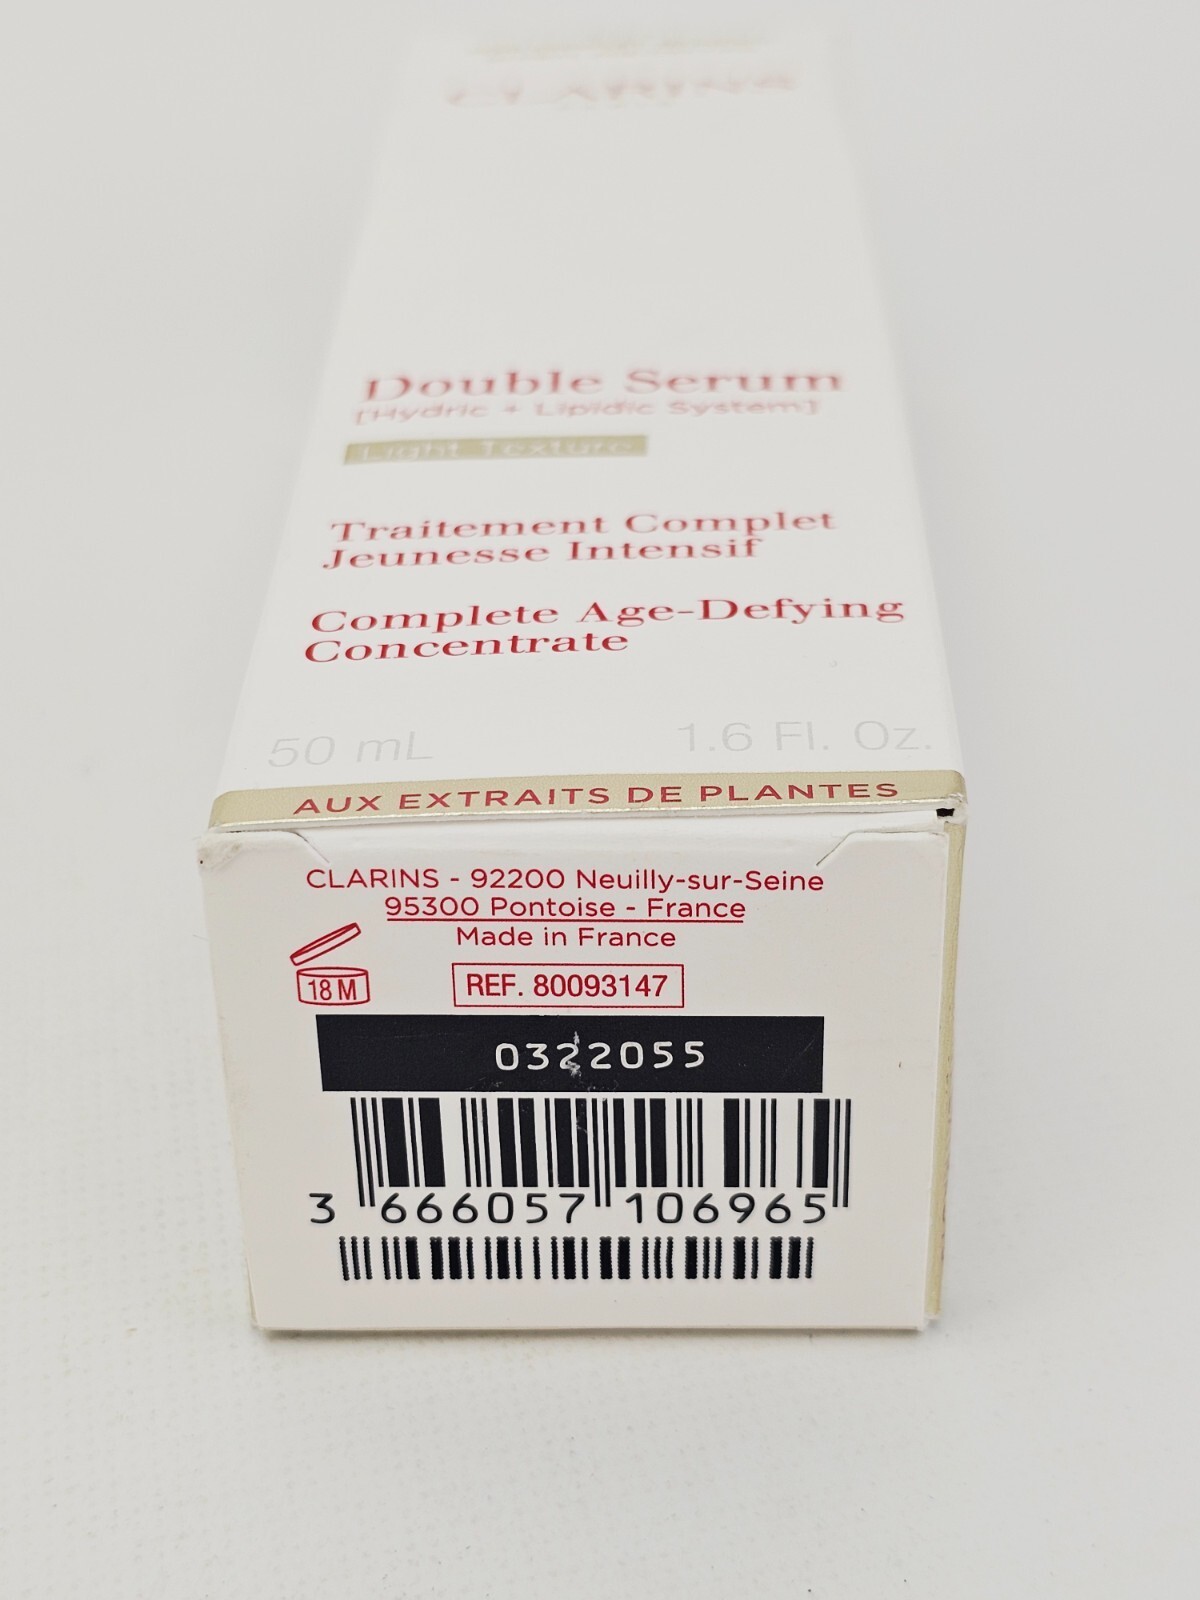 CLARINS
Double Serum
[Hydric + Lipidic System]
Light Texture
Traitement Complet
Jeunesse Intensif
Complete Age-Defying
Concentrate
50 mL 1.6 Fl. Oz.
AUX EXTRAITS DE PLANTES
CLARINS - 92200 Neuilly-sur-Seine
95300 Pontoise - France
Made in France
18 M
REF. 80093147
0322055
3 666057 106965